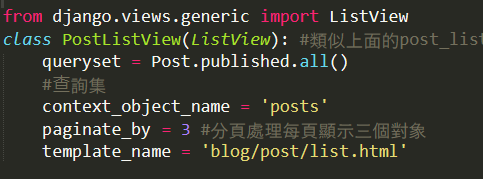 from django.views.generic import ListView
class PostListView(ListView): #類似上面的post_list
    queryset = Post.published.all()
    #查詢集
    context_object_name = 'posts'
    paginate_by = 3 #分頁處理每頁顯示三個對象
    template_name = 'blog/post/list.html'